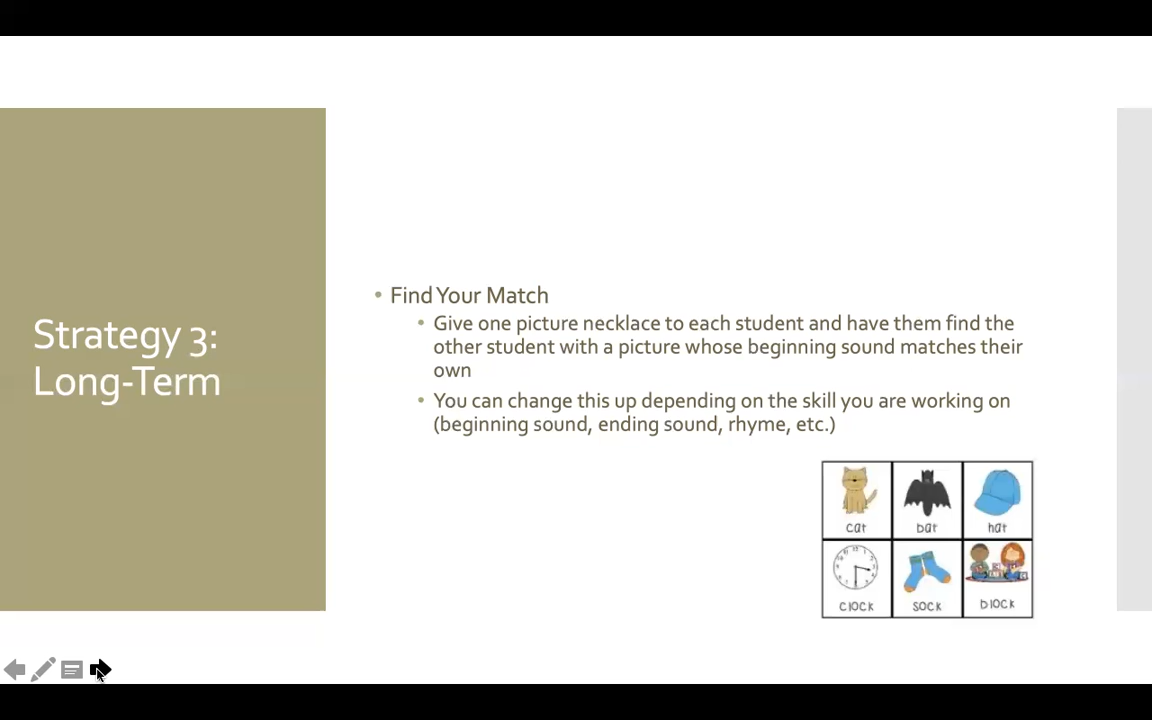 Strategy 3:
Long-Term
• Find Your Match
• Give one picture necklace to each student and have them find the
other student with a picture whose beginning sound matches their
own
• You can change this up depending on the skill you are working on
(beginning sound, ending sound, rhyme, etc.)
cat bat hat
clock sock block